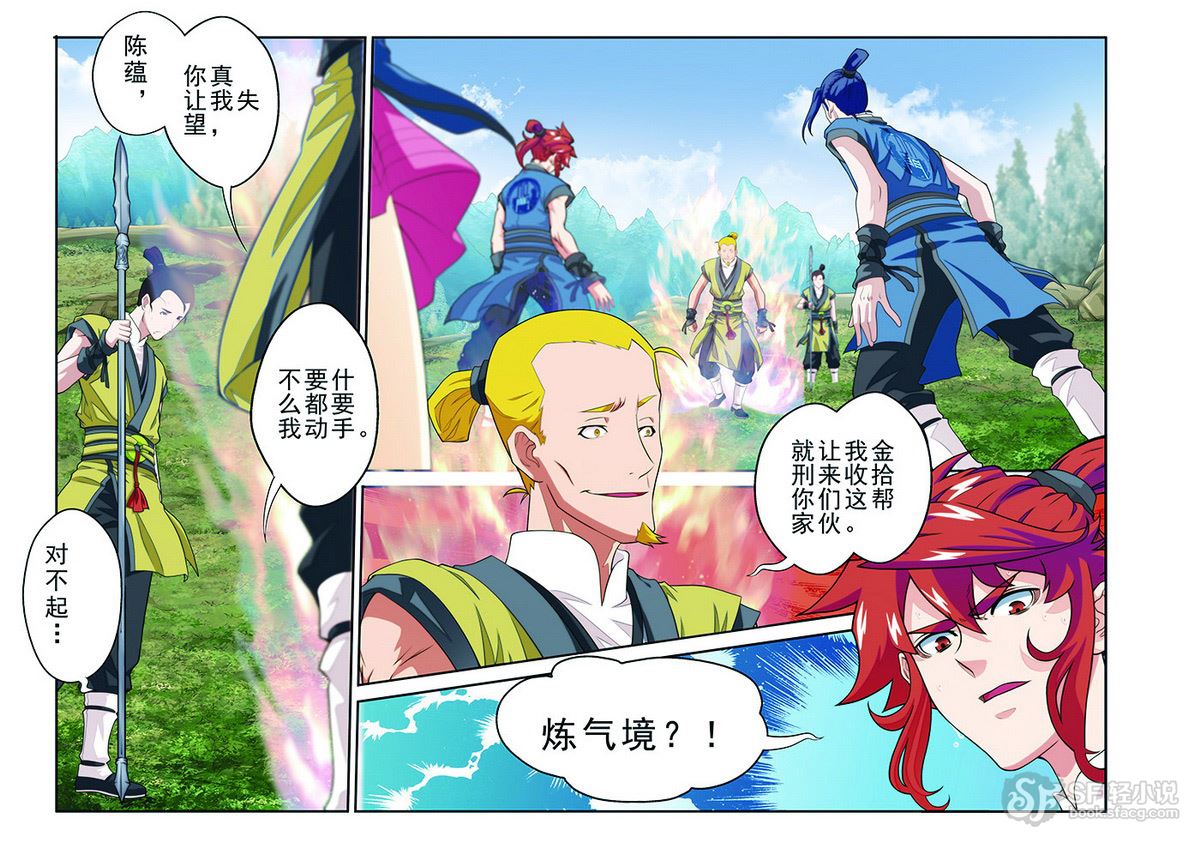 陈蕴，
你真
让我失
望，
不要什
么都要
我动手。
对不起…
就让我金
刑来收拾
你们这帮
家伙。
炼气境？！
SF轻小说
book.sfacg.com